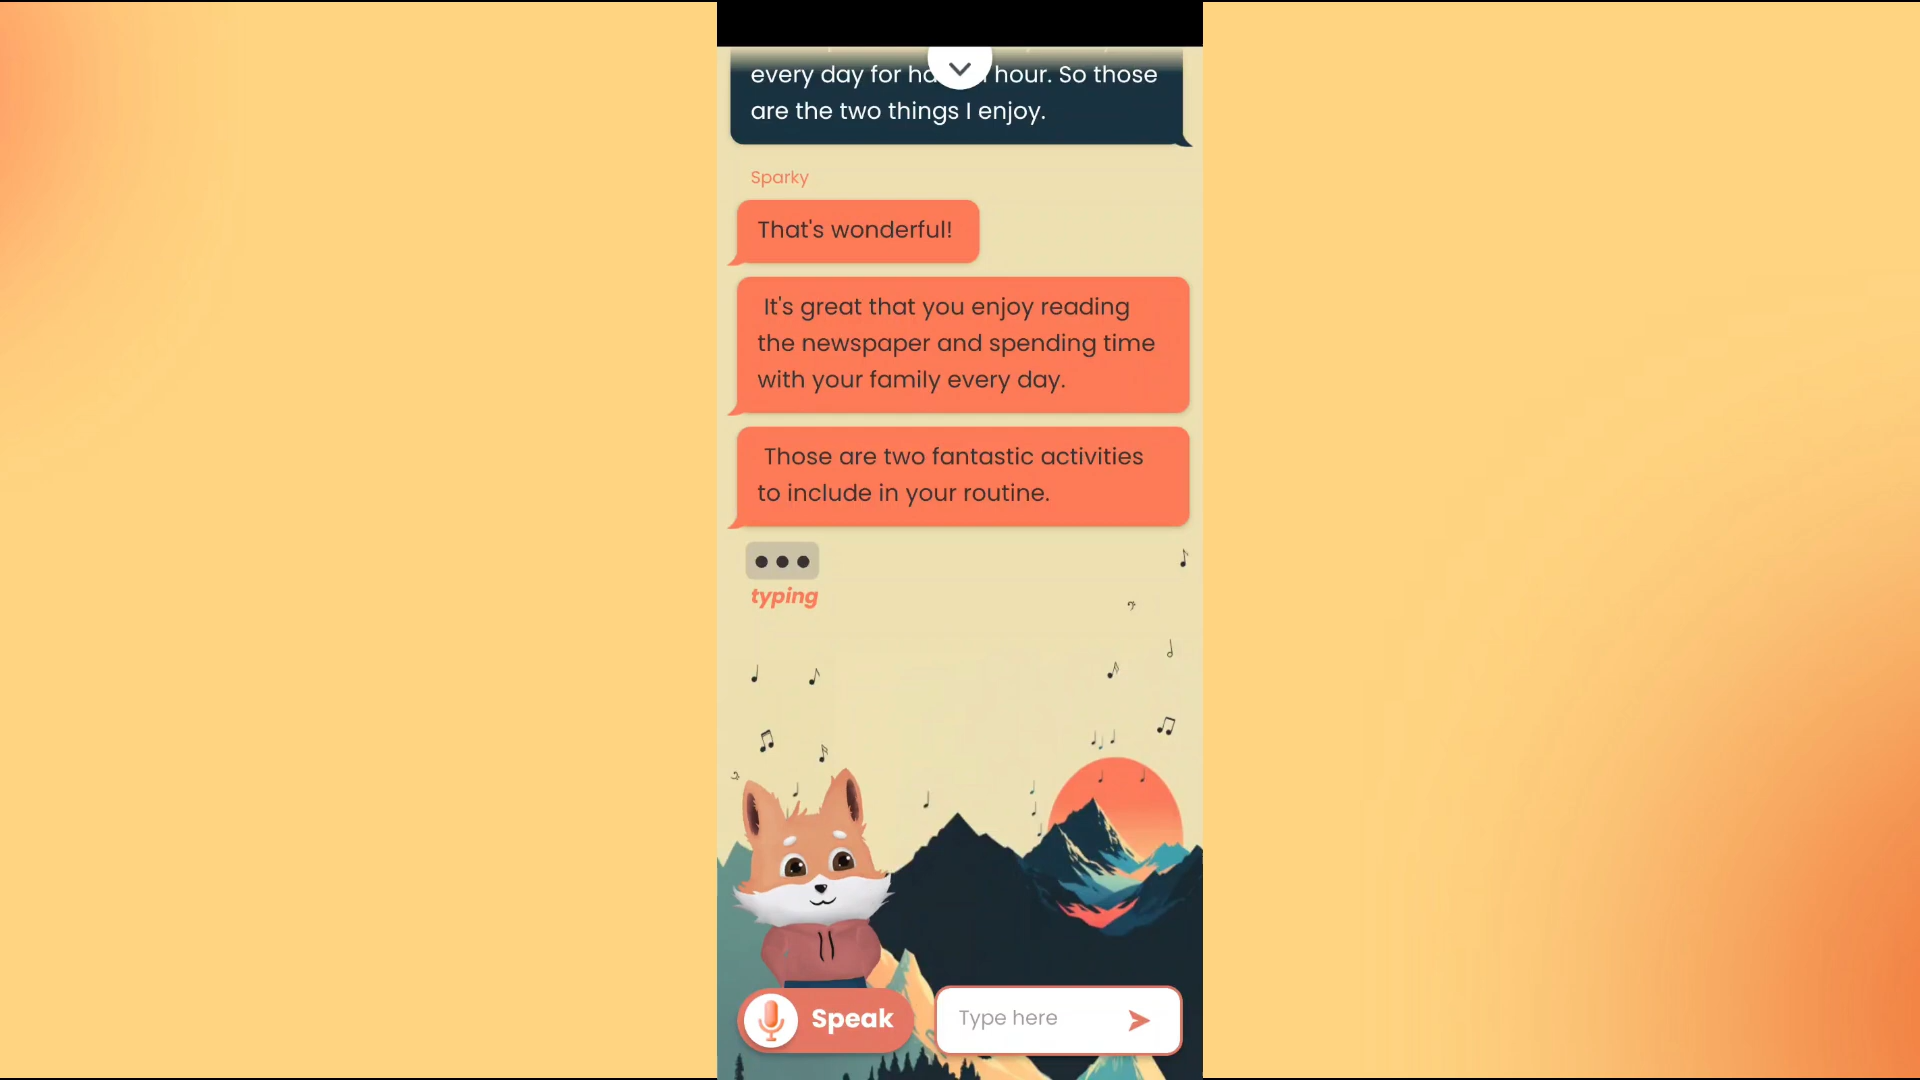 every day for ha hour. So those
are the two things I enjoy.
Sparky
That's wonderful!
It's great that you enjoy reading
the newspaper and spending time
with your family every day.
Those are two fantastic activities
to include in your routine.
typing
Speak
Type here